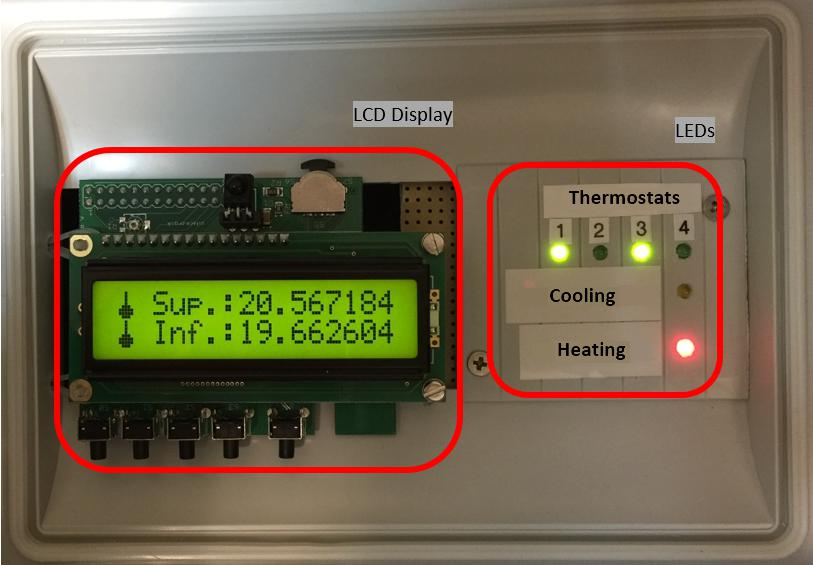 LCD Display
LEDs
Thermostats
1 2 3 4
Sup.:20.567184
Inf.:19.662604
Cooling
Heating